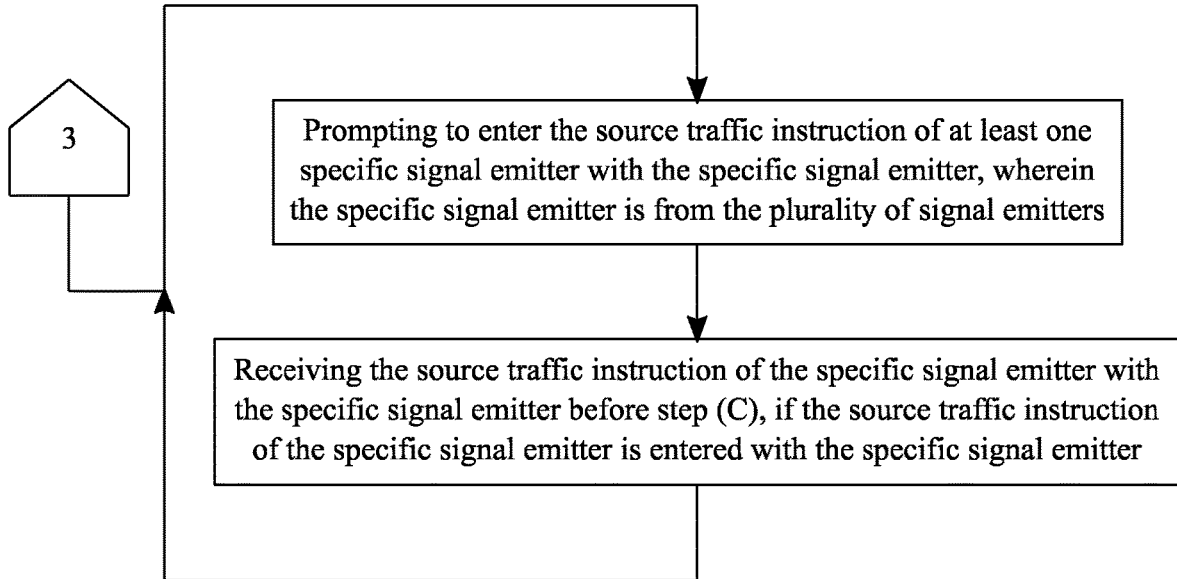 3
Prompting to enter the source traffic instruction of at least one
specific signal emitter with the specific signal emitter, wherein
the specific signal emitter is from the plurality of signal emitters
Receiving the source traffic instruction of the specific signal emitter with
the specific signal emitter before step (C), if the source traffic instruction
of the specific signal emitter is entered with the specific signal emitter